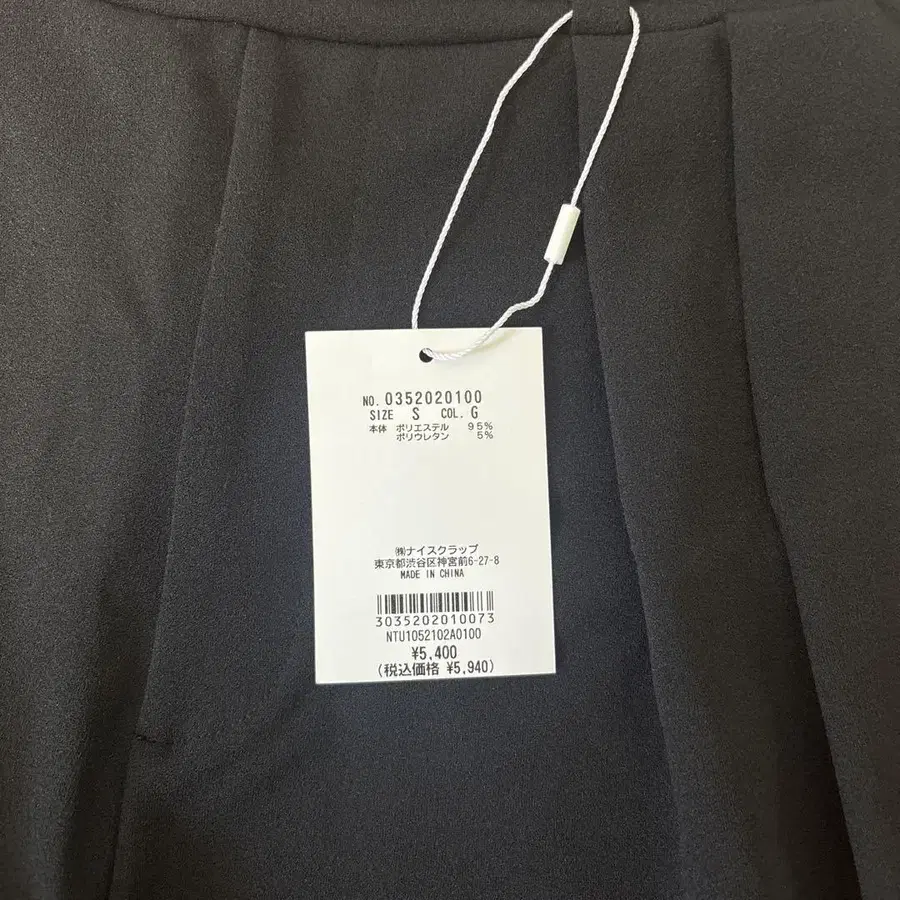 NO. 0352020100
SIZE S COL. G
本体 ポリエステル 95%
ポリウレタン 5%
㈱ナイスクラップ
東京都渋谷区神宮前6-27-8
MADE IN CHINA
3035202010073
NTU1052102A0100
¥5,400
(税込価格 ¥5,940)